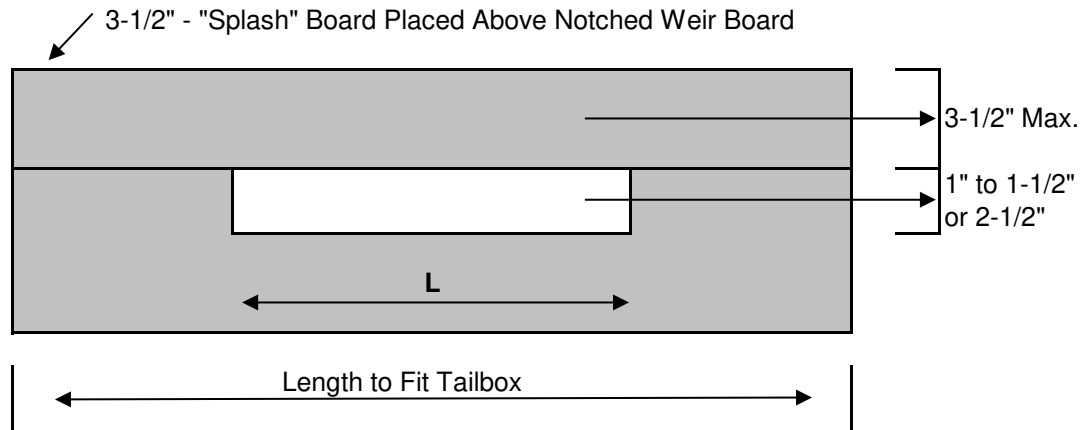 3-1/2" - "Splash" Board Placed Above Notched Weir Board
3-1/2" Max.
1" to 1-1/2"
or 2-1/2"
L
Length to Fit Tailbox